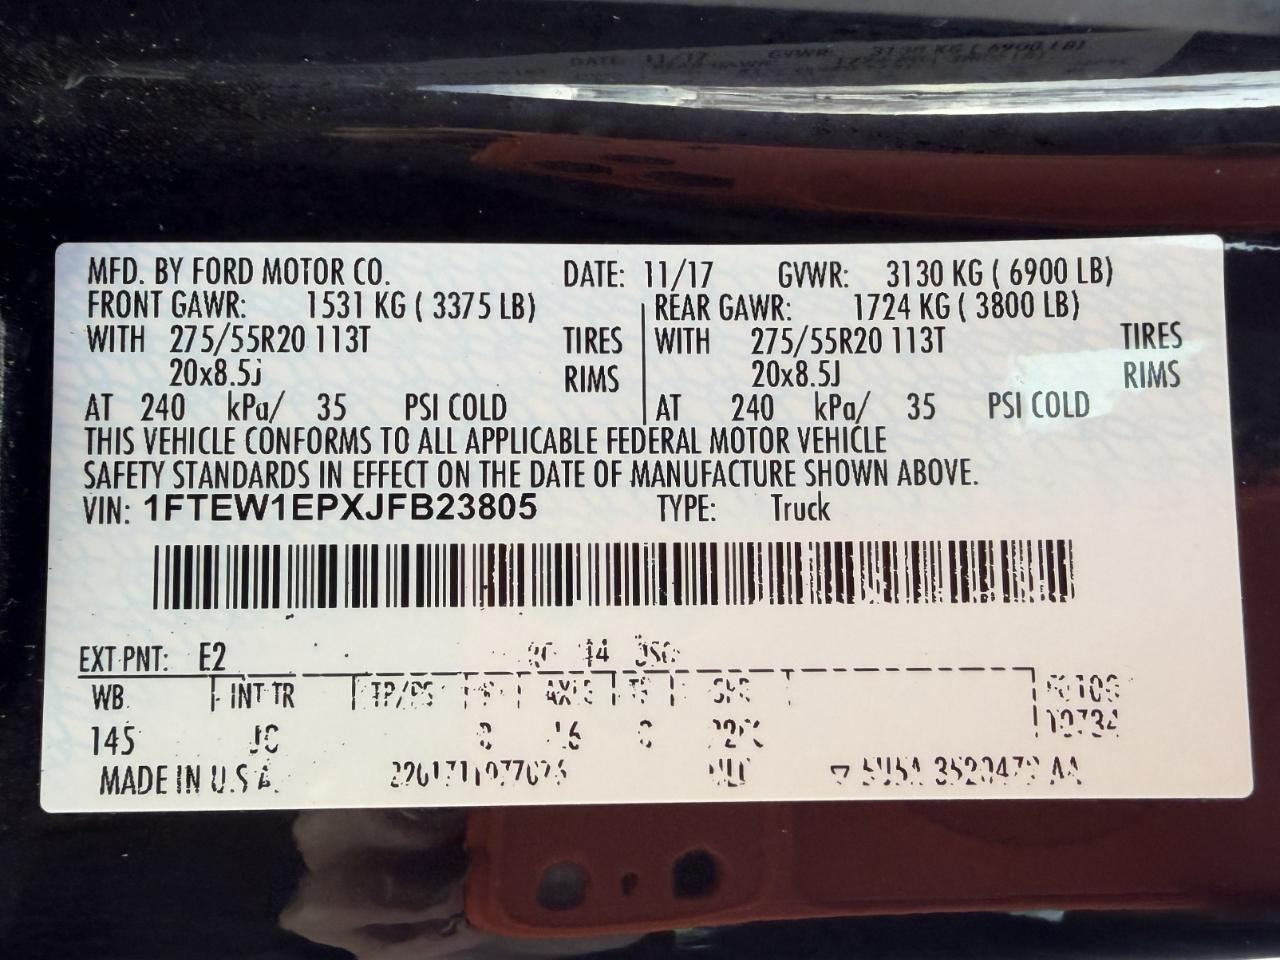 MFD. BY FORD MOTOR CO. DATE: 11/17 GVWR: 3130 KG ( 6900 LB)
FRONT GAWR: 1531 KG ( 3375 LB) REAR GAWR: 1724 KG ( 3800 LB)
WITH 275/55R20 113T TIRES WITH 275/55R20 113T TIRES
20x8.5j RIMS 20x8.5J RIMS
AT 240 kPa/ 35 PSI COLD AT 240 kPa/ 35 PSI COLD
THIS VEHICLE CONFORMS TO ALL APPLICABLE FEDERAL MOTOR VEHICLE
SAFETY STANDARDS IN EFFECT ON THE DATE OF MANUFACTURE SHOWN ABOVE.
VIN: 1FTEW1EPXJFB23805 TYPE: Truck
EXT PNT: E2
WB INT TR TP/PS
145
MADE IN U.S.A.